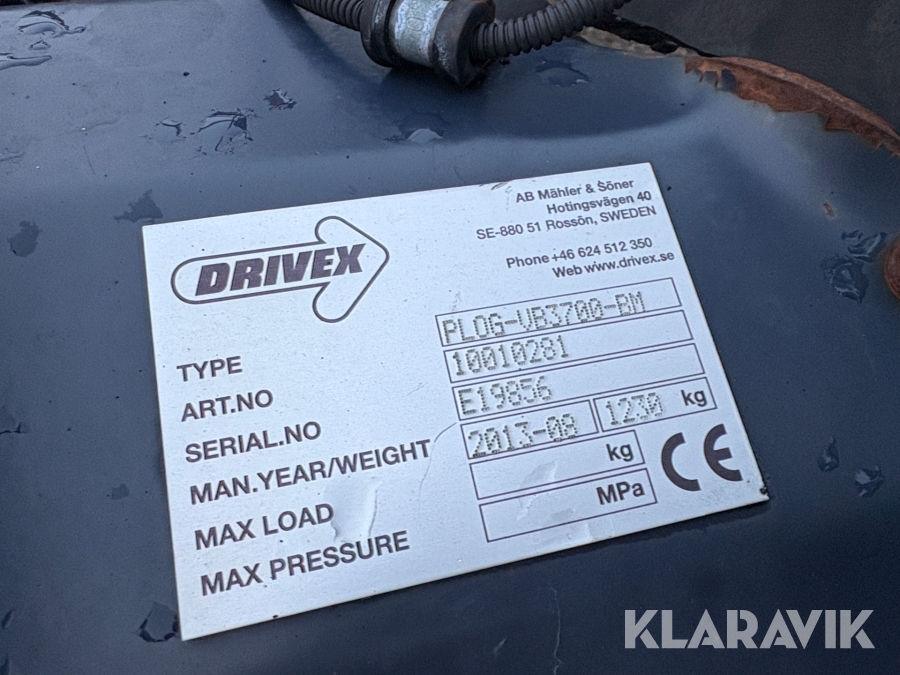 AB Mähler & Söner
Hotingsvägen 40
SE-880 51 Rossön, SWEDEN
Phone +46 624 512 350
Web www.drivex.se
DRIVEX
TYPE PLOG-VB3700-BM
ART.NO 10010281
SERIAL.NO E19856
MAN.YEAR/WEIGHT 2013-08 1230 kg
MAX LOAD kg
MAX PRESSURE MPa
CE
KLARAVIK